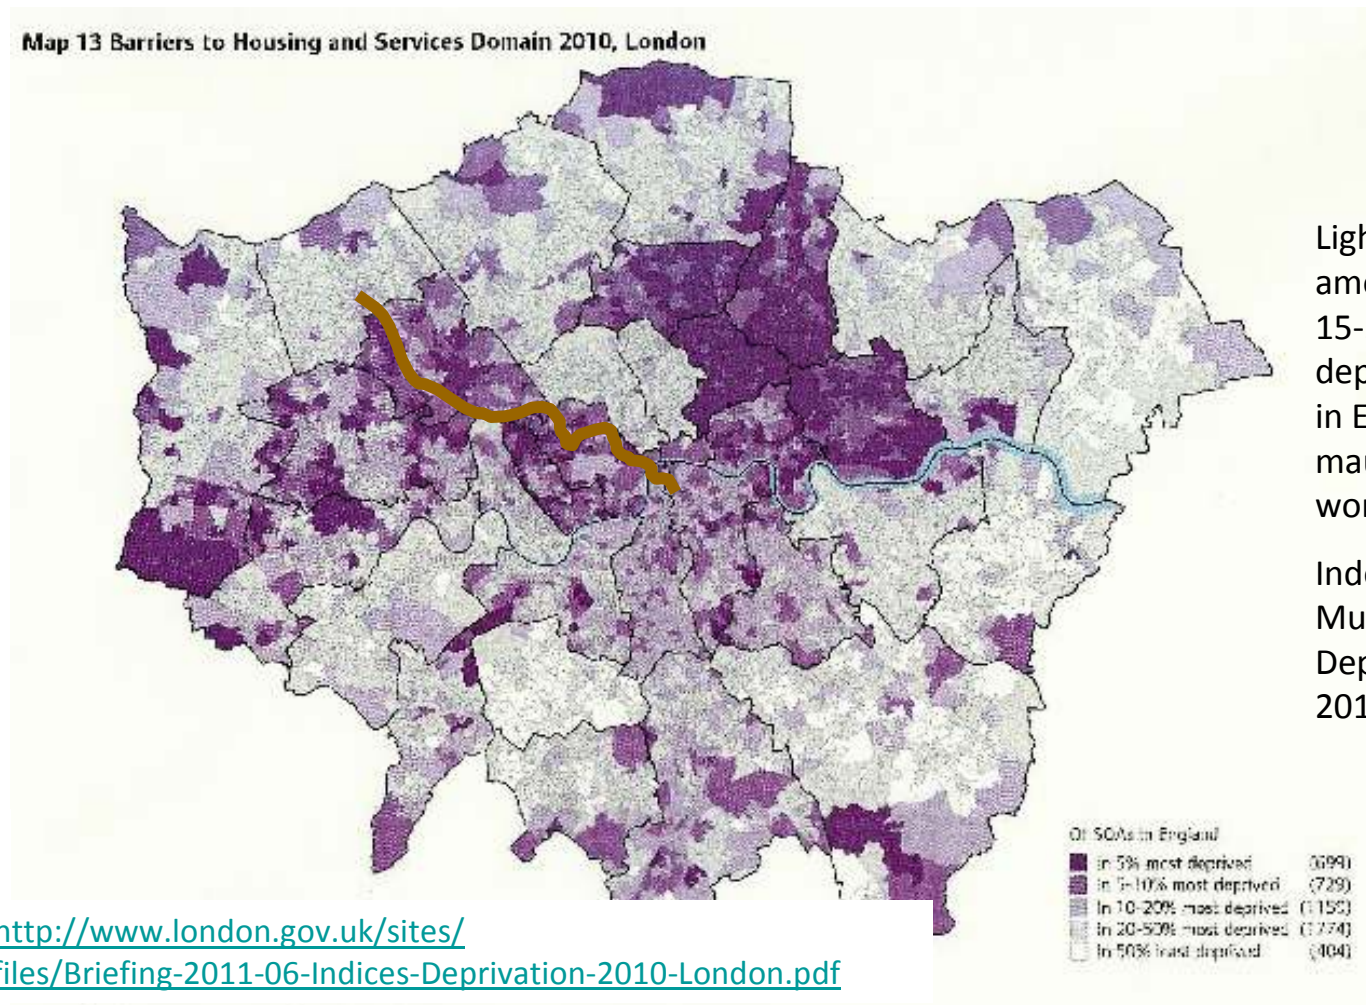 Map 13 Barriers to Housing and Services Domain 2010, London
Ligh
amo
15-
dep
in E
mau
wor
Inde
Mu
Dep
201
Of SOAs in England
In 5% most deprived (699)
In 5-10% most deprived (729)
In 10-20% most deprived
In 20-50% most deprived (1774)
In 50% least deprived (404)
http://www.london.gov.uk/sites/
files/Briefing-2011-06-Indices-Deprivation-2010-London.pdf